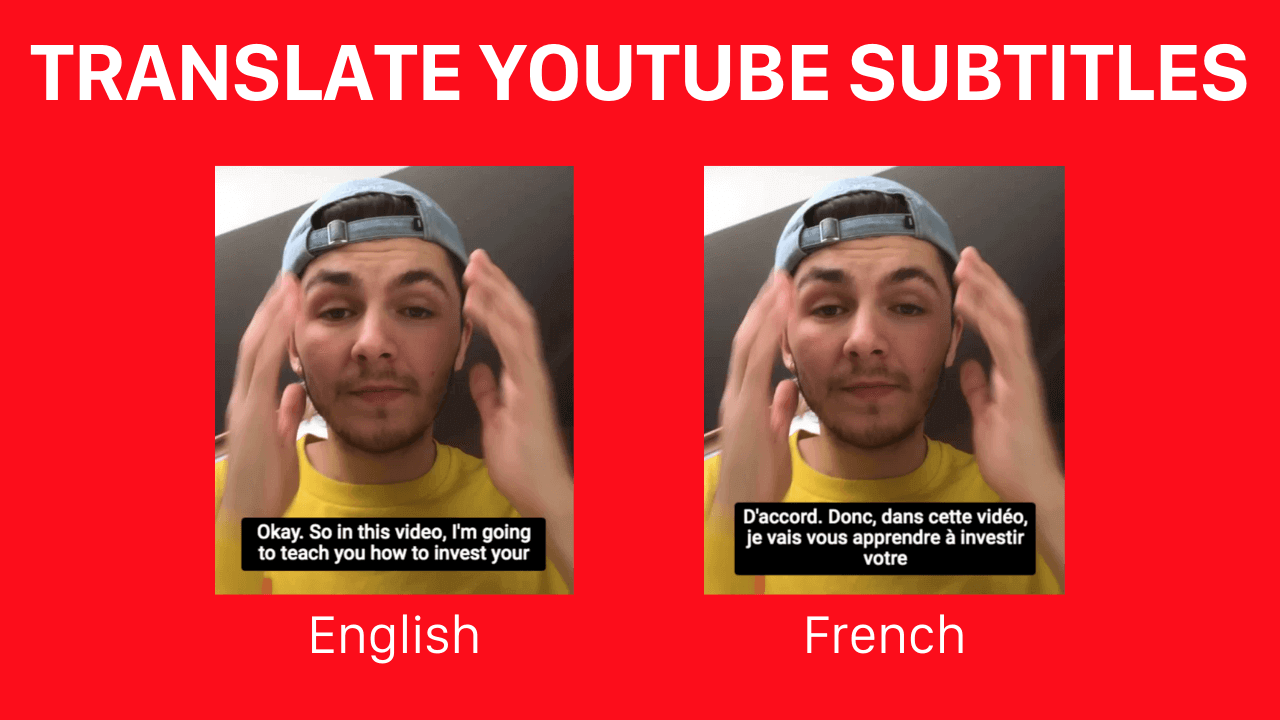 TRANSLATE YOUTUBE SUBTITLES
Okay. So in this video, I'm going
to teach you how to invest your
English
D'accord. Donc, dans cette vidéo,
je vais vous apprendre à investir
votre
French